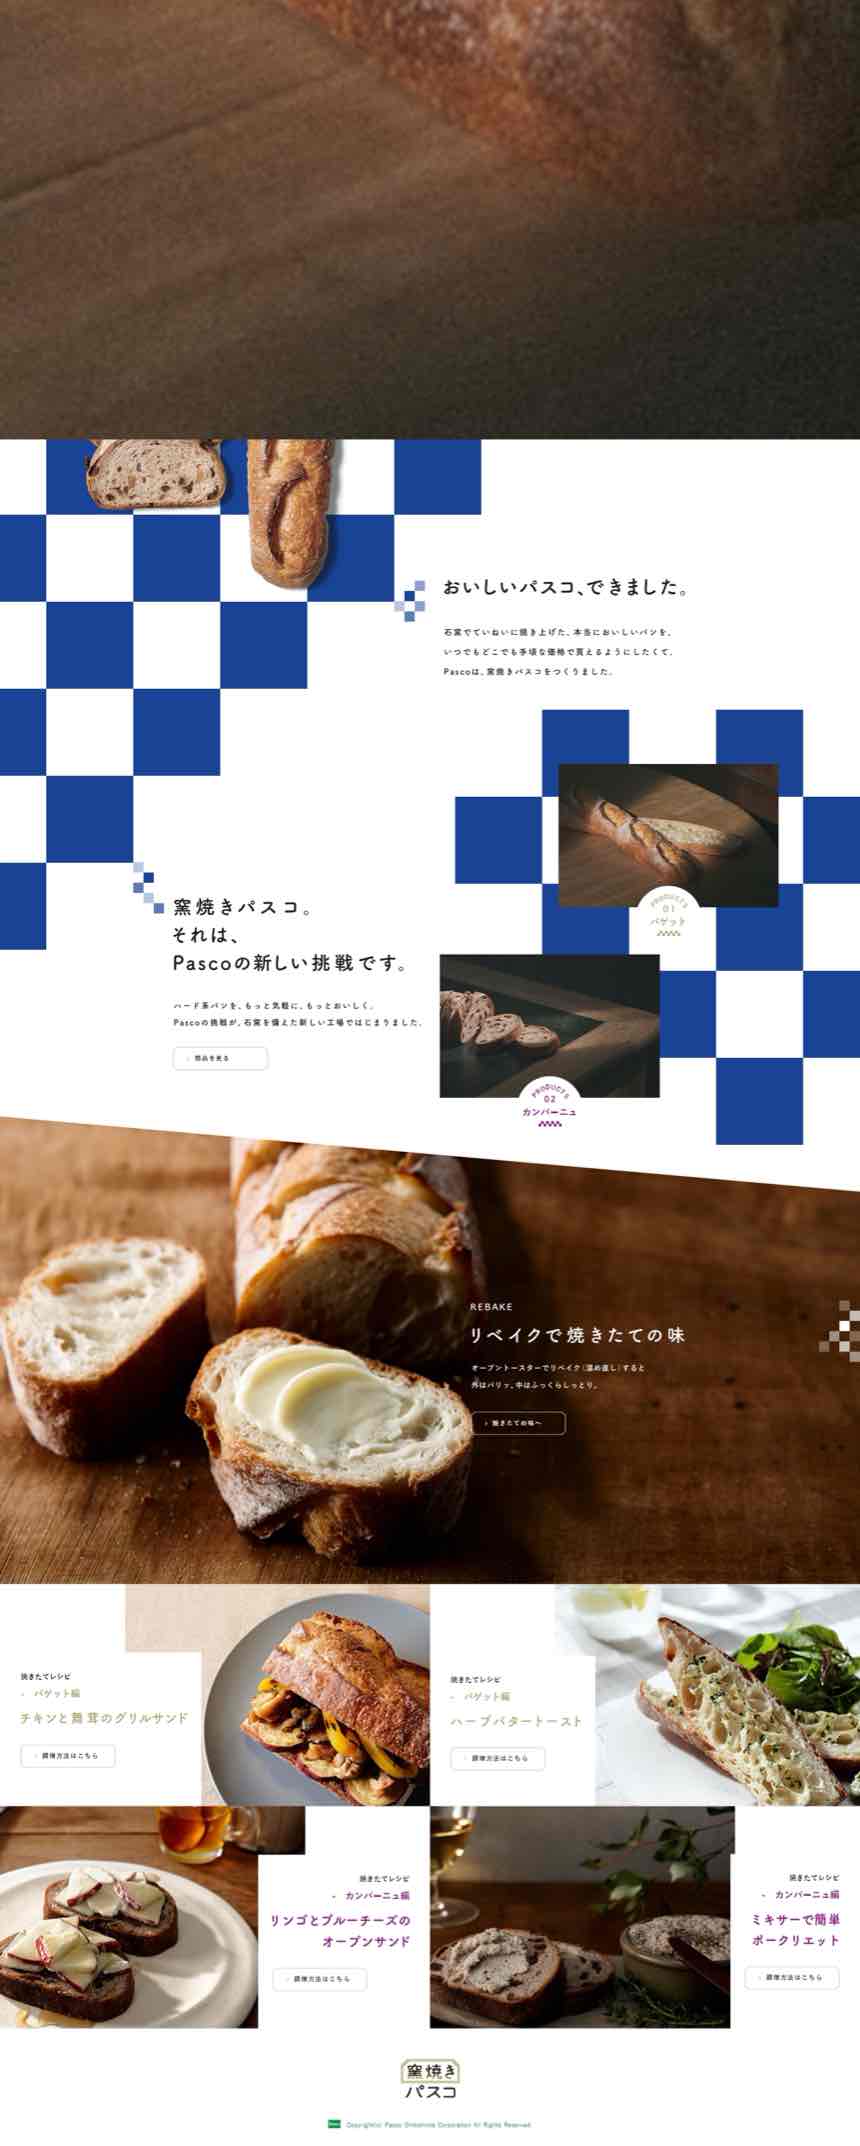 おいしいパスコ、できました。
石窯でていねいに焼き上げた、本当においしいパンを、
いつでもどこでも手頃な価格で買えるようにしたくて。
Pascoは、窯焼きパスコをつくりました。
PRODUCTS
01
バゲット
窯焼きパスコ。
それは、
Pascoの新しい挑戦です。
ハード系パンを、もっと気軽に、もっとおいしく。
Pascoの挑戦が、石窯を備えた新しい工場ではじまりました。
› 商品を見る
PRODUCTS
02
カンパーニュ
REBAKE
リベイクで焼きたての味
オーブントースターでリベイク（温め直し）すると
外はパリッ、中はふっくらしっとり。
› 焼きたての味へ
焼きたてレシピ
- バゲット編
チキンと舞茸のグリルサンド
› 調理方法はこちら
焼きたてレシピ
- バゲット編
ハーブバタートースト
› 調理方法はこちら
焼きたてレシピ
- カンパーニュ編
リンゴとブルーチーズの
オープンサンド
› 調理方法はこちら
焼きたてレシピ
- カンパーニュ編
ミキサーで簡単
ポークリエット
› 調理方法はこちら
窯焼き
パスコ
Pasco Copyright(c) Pasco Shikishima Corporation All Rights Reserved.